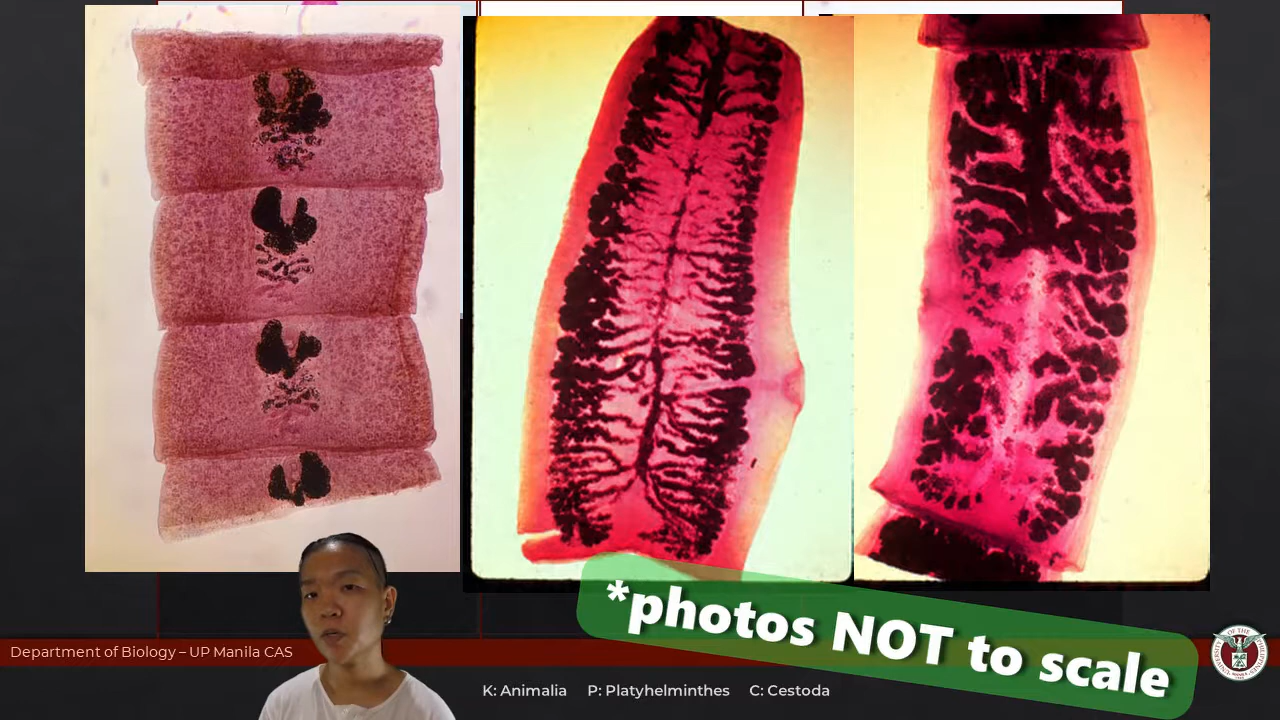 *photos NOT to scale
Department of Biology – UP Manila CAS
K: Animalia P: Platyhelminthes C: Cestoda